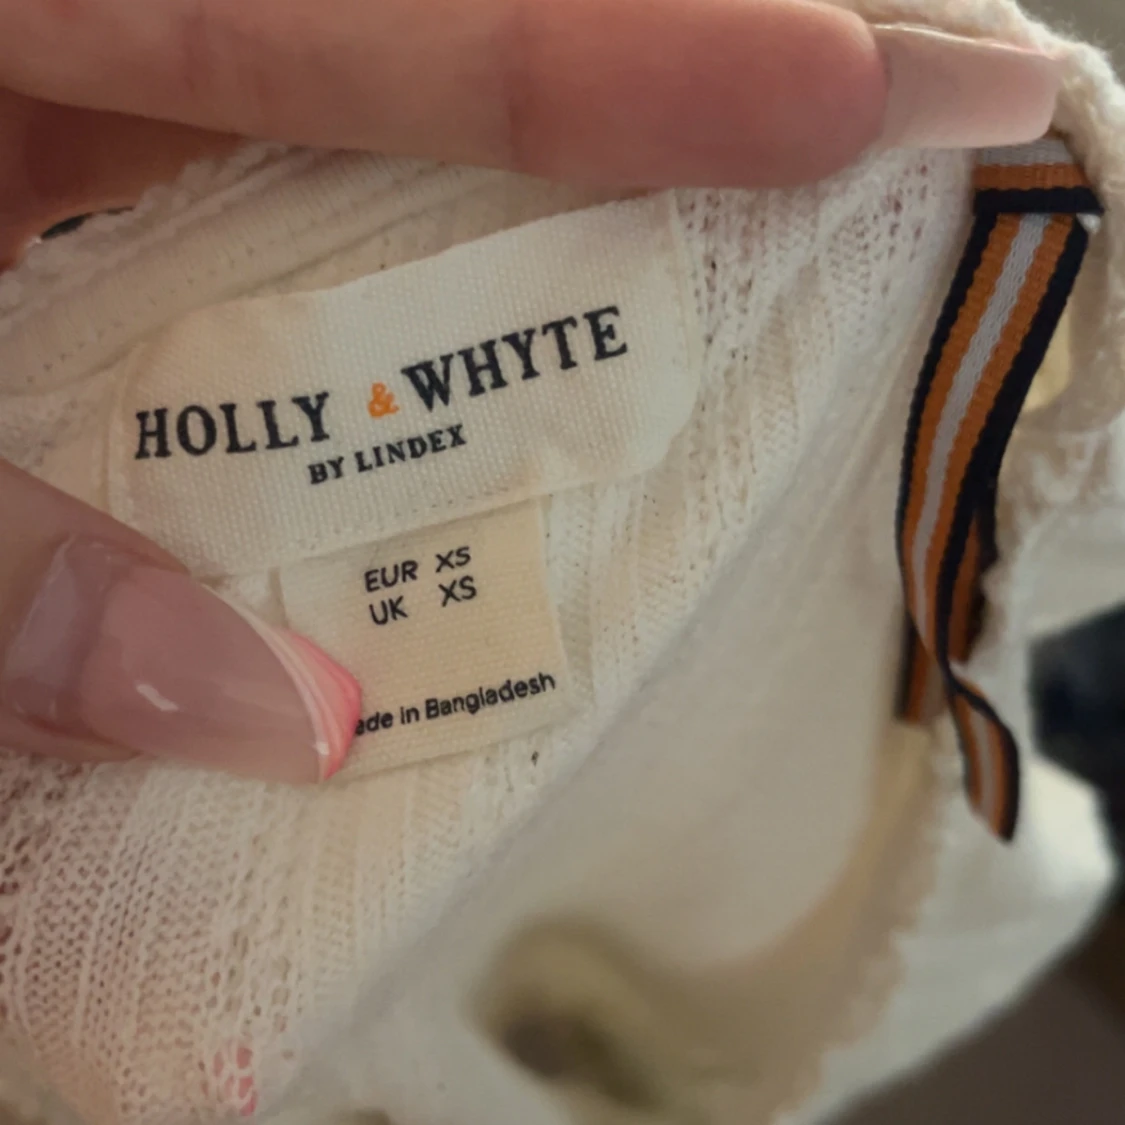 HOLLY & WHYTE
BY LINDEX
EUR XS
UK XS
ade in Bangladesh